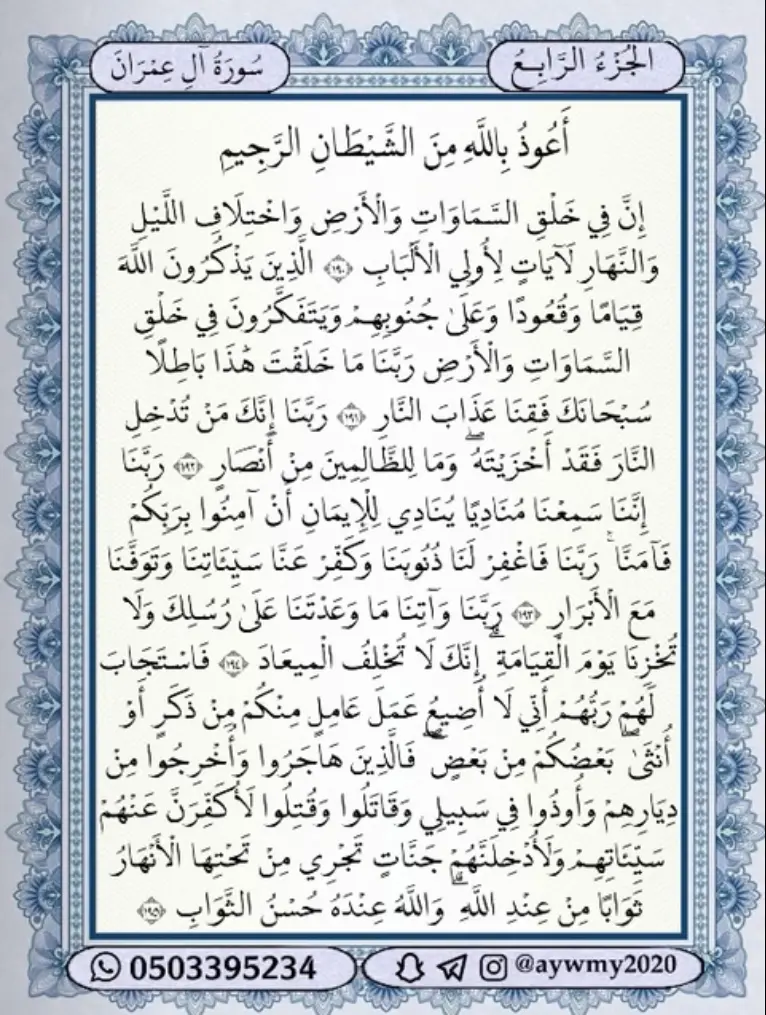 الجُزْءُ الرَّابِعُ
سُورَةُ آلِ عِمْرَانَ
أَعُوذُ بِاللَّهِ مِنَ الشَّيْطَانِ الرَّجِيمِ
إِنَّ فِي خَلْقِ السَّمَاوَاتِ وَالْأَرْضِ وَاخْتِلَافِ اللَّيْلِ
وَالنَّهَارِ لَآيَاتٍ لِأُولِي الْأَلْبَابِ ﴿١٩٠﴾ الَّذِينَ يَذْكُرُونَ اللَّهَ
قِيَامًا وَقُعُودًا وَعَلَىٰ جُنُوبِهِمْ وَيَتَفَكَّرُونَ فِي خَلْقِ
السَّمَاوَاتِ وَالْأَرْضِ رَبَّنَا مَا خَلَقْتَ هَٰذَا بَاطِلًا
سُبْحَانَكَ فَقِنَا عَذَابَ النَّارِ ﴿١٩١﴾ رَبَّنَا إِنَّكَ مَنْ تُدْخِلِ
النَّارَ فَقَدْ أَخْزَيْتَهُ ۖ وَمَا لِلظَّالِمِينَ مِنْ أَنْصَارٍ ﴿١٩٢﴾ رَبَّنَا
إِنَّنَا سَمِعْنَا مُنَادِيًا يُنَادِي لِلْإِيمَانِ أَنْ آمِنُوا بِرَبِّكُمْ
فَآمَنَّا ۚ رَبَّنَا فَاغْفِرْ لَنَا ذُنُوبَنَا وَكَفِّرْ عَنَّا سَيِّئَاتِنَا وَتَوَفَّنَا
مَعَ الْأَبْرَارِ ﴿١٩٣﴾ رَبَّنَا وَآتِنَا مَا وَعَدْتَنَا عَلَىٰ رُسُلِكَ وَلَا
تُخْزِنَا يَوْمَ الْقِيَامَةِ ۗ إِنَّكَ لَا تُخْلِفُ الْمِيعَادَ ﴿١٩٤﴾ فَاسْتَجَابَ
لَهُمْ رَبُّهُمْ أَنِّي لَا أُضِيعُ عَمَلَ عَامِلٍ مِنْكُمْ مِنْ ذَكَرٍ أَوْ
أُنْثَىٰ ۖ بَعْضُكُمْ مِنْ بَعْضٍ ۖ فَالَّذِينَ هَاجَرُوا وَأُخْرِجُوا مِنْ
دِيَارِهِمْ وَأُوذُوا فِي سَبِيلِي وَقَاتَلُوا وَقُتِلُوا لَأُكَفِّرَنَّ عَنْهُمْ
سَيِّئَاتِهِمْ وَلَأُدْخِلَنَّهُمْ جَنَّاتٍ تَجْرِي مِنْ تَحْتِهَا الْأَنْهَارُ
ثَوَابًا مِنْ عِنْدِ اللَّهِ ۗ وَاللَّهُ عِنْدَهُ حُسْنُ الثَّوَابِ ﴿١٩٥﴾
0503395234
@aywmy2020